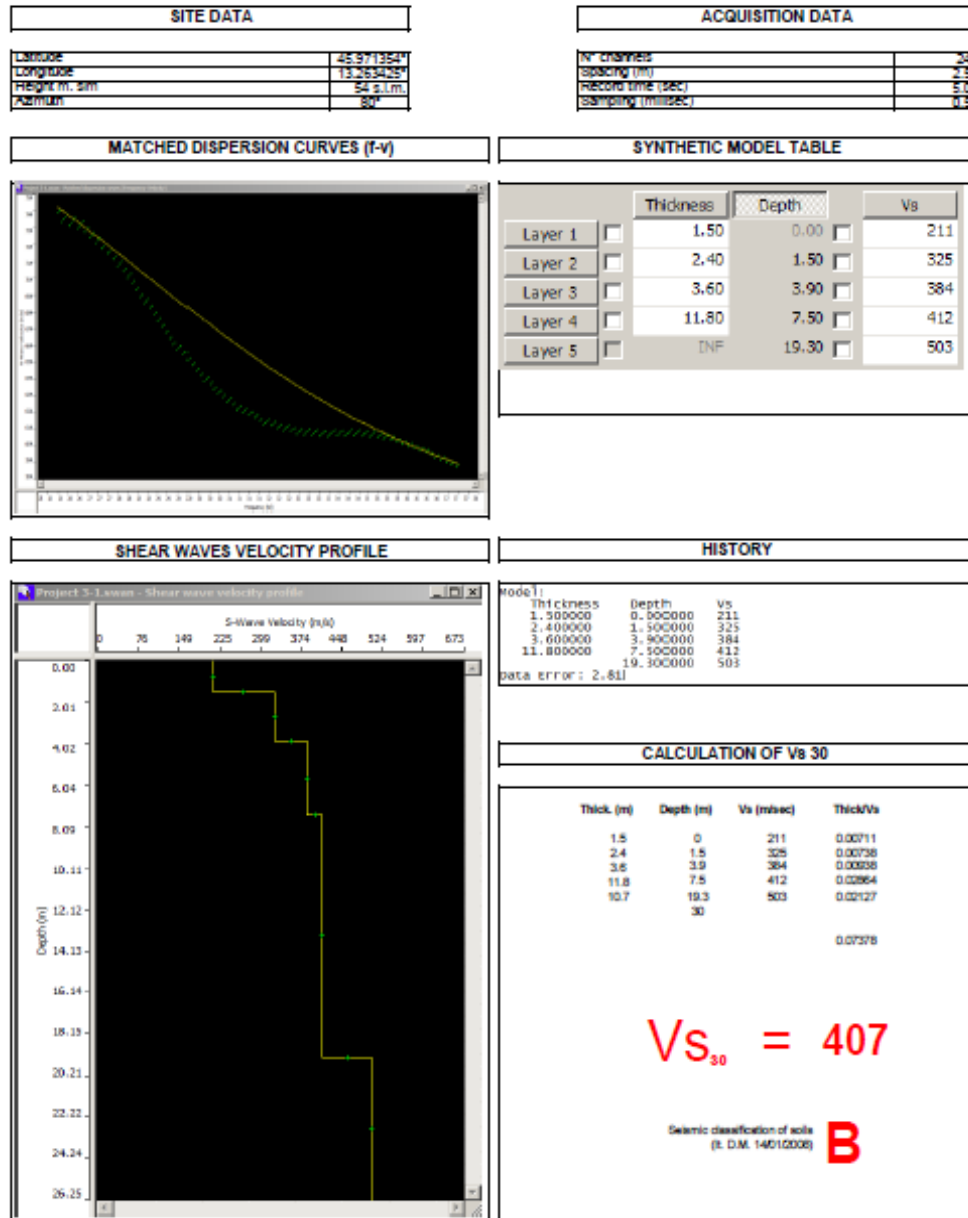 SITE DATA
ACQUISITION DATA
Latitude 45.971354°
Longitude 13.263425°
Height m. slm 54 s.l.m.
Azimuth 80°
N° channels 24
Spacing (m)
Record time (sec)
Sampling (millisec)
MATCHED DISPERSION CURVES (f-v)
SYNTHETIC MODEL TABLE
Thickness Depth Vs
Layer 1 1.50 0.00 211
Layer 2 2.40 1.50 325
Layer 3 3.60 3.90 384
Layer 4 11.80 7.50 412
Layer 5 INF 19.30 503
SHEAR WAVES VELOCITY PROFILE
HISTORY
Project 3-1.swan - Shear wave velocity profile
S-Wave Velocity (m/s)
0 76 149 225 299 374 448 524 597 673
Depth (m)
0.00
2.01
4.02
6.04
8.09
10.11
12.12
14.13
16.14
18.19
20.21
22.22
24.24
26.25
Model:
Thickness Depth Vs
1.500000 0.000000 211
2.400000 1.500000 325
3.600000 3.900000 384
11.800000 7.500000 412
19.300000 503
Data Error: 2.81
CALCULATION OF Vs 30
Thick. (m) Depth (m) Vs (m/sec) Thick/Vs
1.5 0 211 0.00711
2.4 1.5 325 0.00738
3.6 3.9 384 0.00938
11.8 7.5 412 0.02864
10.7 19.3 503 0.02127
30
0.07378
Vs30 = 407
Seismic classification of soils
(lt. D.M. 14/01/2008) B